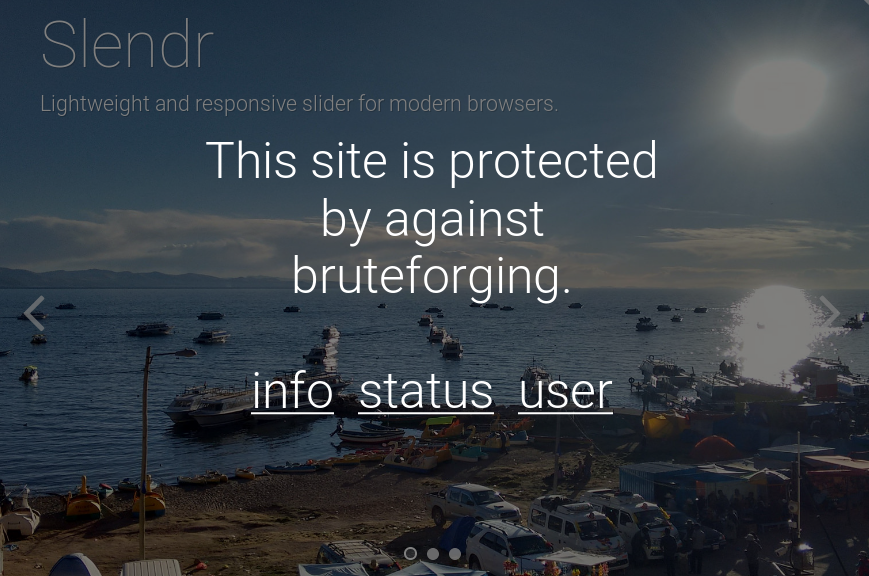 Slendr
Lightweight and responsive slider for modern browsers.
This site is protected
by against
bruteforging.
info status user